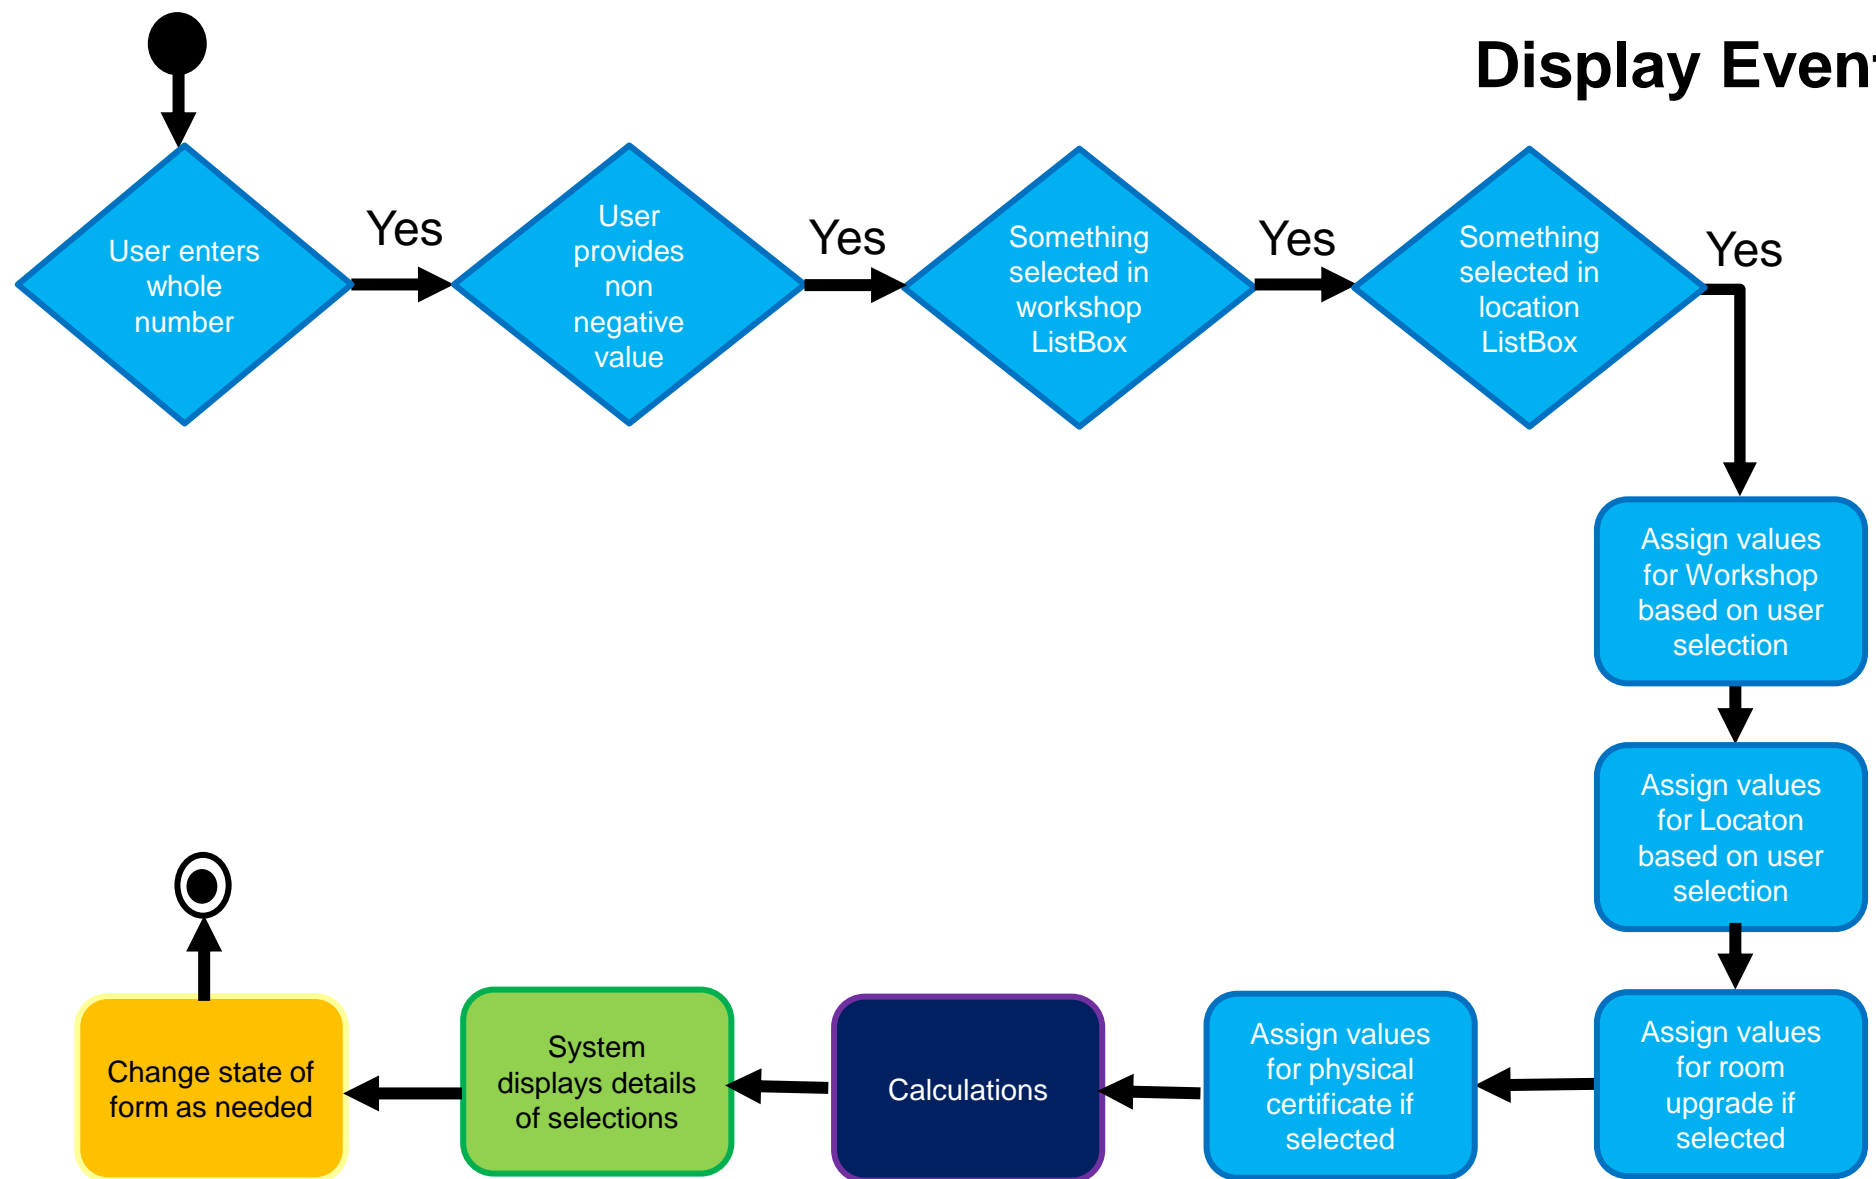 Display Event
User enters
whole
number
Yes
User
provides
non
negative
value
Yes
Something
selected in
workshop
ListBox
Yes
Something
selected in
location
ListBox
Yes
Assign values
for Workshop
based on user
selection
Assign values
for Locaton
based on user
selection
Assign values
for room
upgrade if
selected
Assign values
for physical
certificate if
selected
Calculations
System
displays details
of selections
Change state of
form as needed